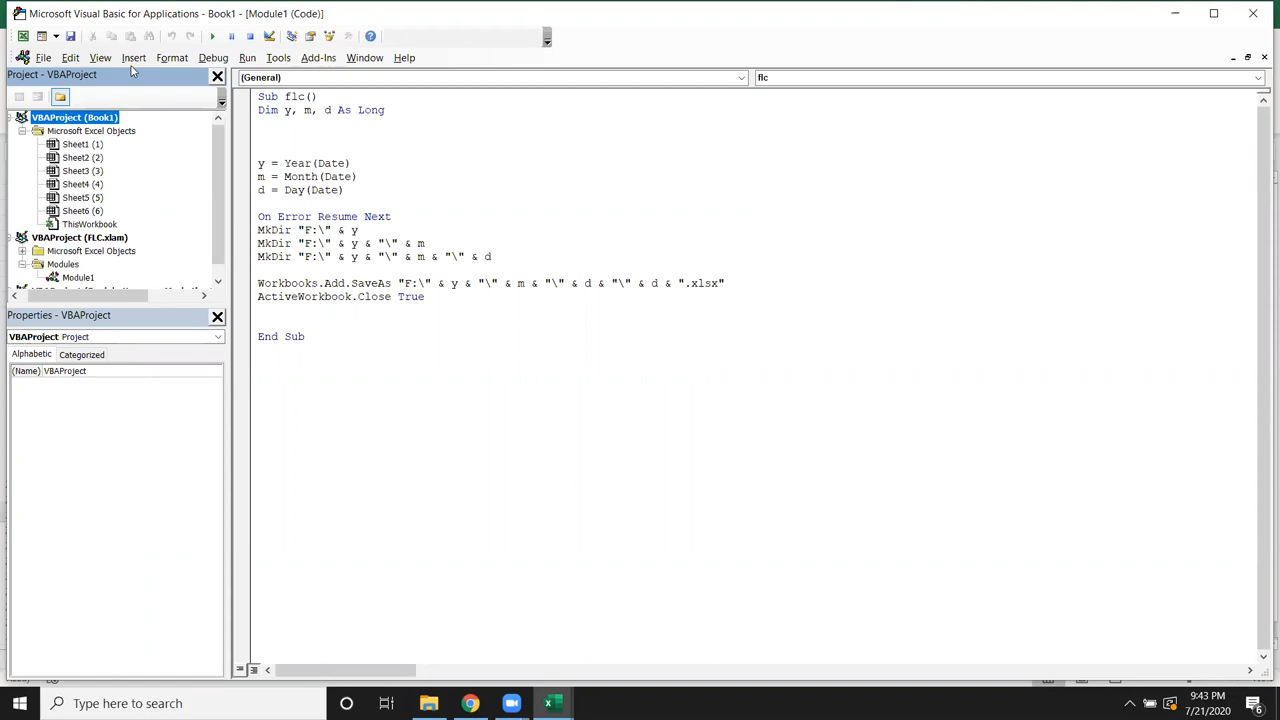 Microsoft Visual Basic for Applications - Book1 - [Module1 (Code)]
File Edit View Insert Format Debug Run Tools Add-Ins Window Help
Project - VBAProject
(General)
flc
VBAProject (Book1)
Microsoft Excel Objects
Sheet1 (1)
Sheet2 (2)
Sheet3 (3)
Sheet4 (4)
Sheet5 (5)
Sheet6 (6)
ThisWorkbook
VBAProject (FLC.xlam)
Microsoft Excel Objects
Modules
Module1
Properties - VBAProject
VBAProject Project
Alphabetic Categorized
(Name) VBAProject
Sub flc()
Dim y, m, d As Long
y = Year(Date)
m = Month(Date)
d = Day(Date)
On Error Resume Next
MkDir "F:\" & y
MkDir "F:\" & y & "\" & m
MkDir "F:\" & y & "\" & m & "\" & d
Workbooks.Add.SaveAs "F:\" & y & "\" & m & "\" & d & "\" & d & ".xlsx"
ActiveWorkbook.Close True
End Sub
Type here to search
9:43 PM
7/21/2020
6